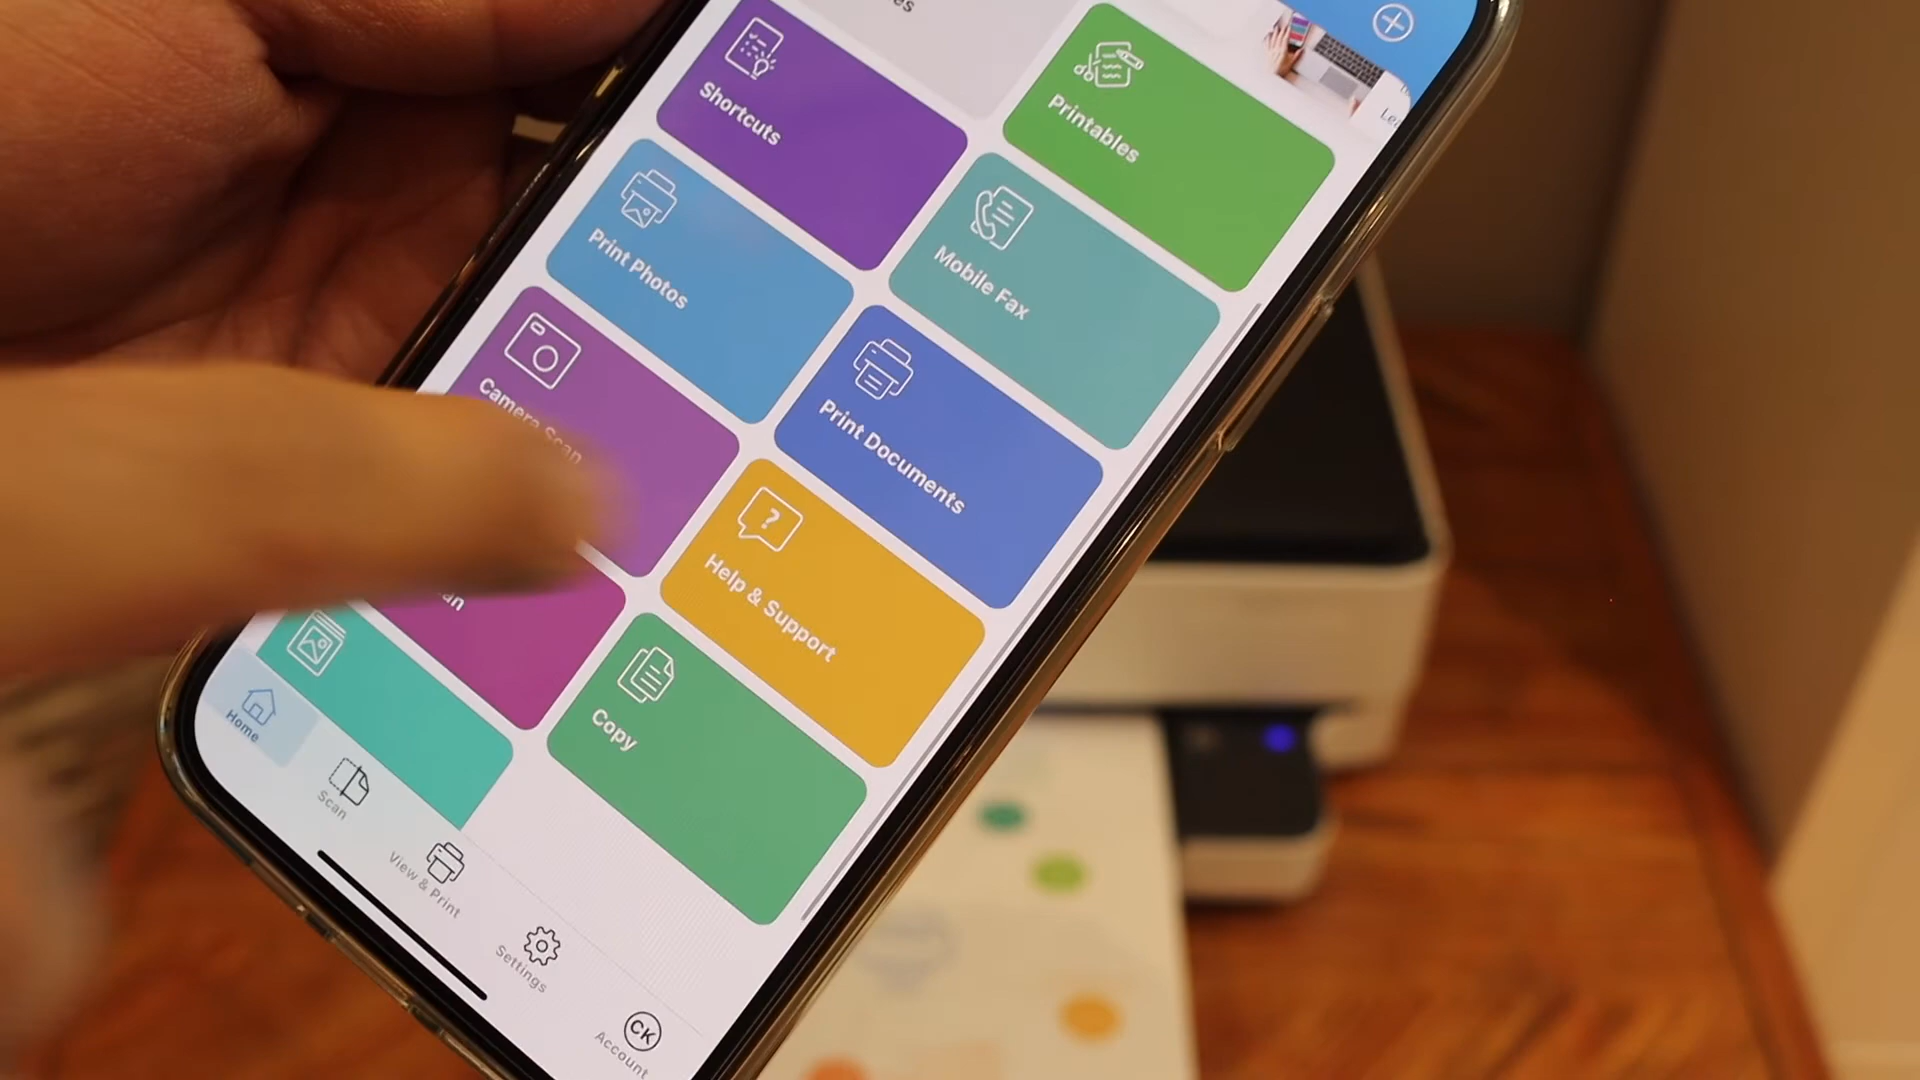 Shortcuts
Printables
Print Photos
Mobile Fax
Camera Scan
Print Documents
Help & Support
Copy
Home
Scan
View & Print
Settings
CK
Account